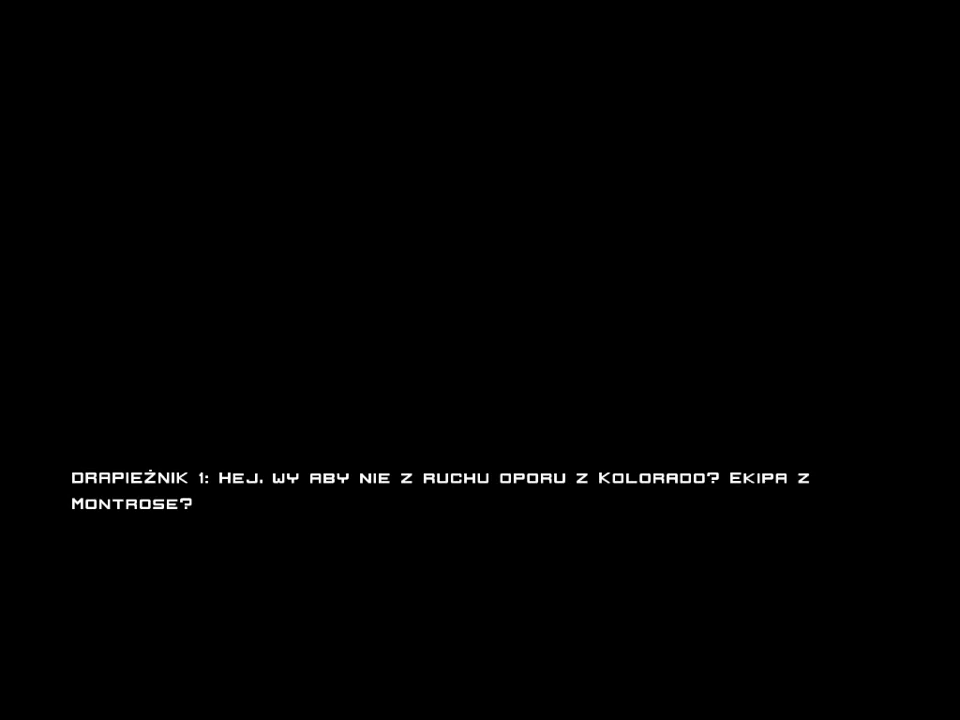 DRAPIEŻNIK 1: Hej, wy aby nie z ruchu oporu z Kolorado? Ekipa z
Montrose?